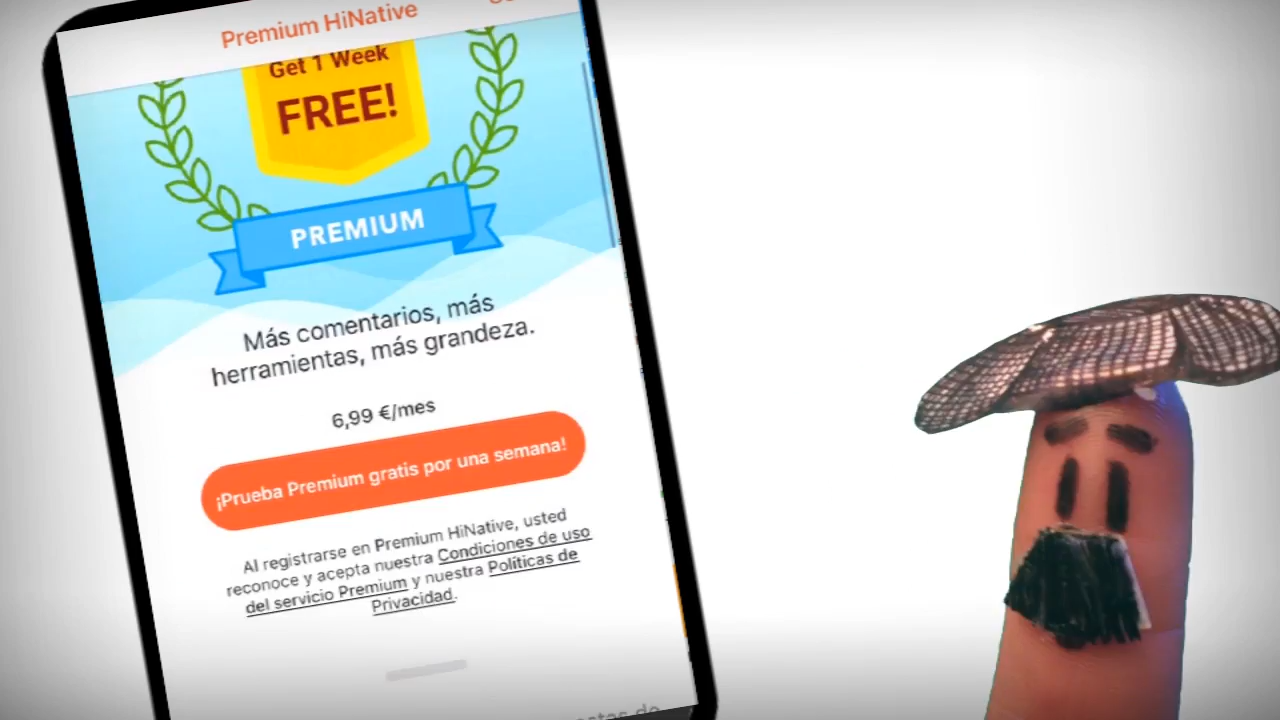 Premium HiNative
Get 1 Week
FREE!
PREMIUM
Más comentarios, más
herramientas, más grandeza.
6,99 €/mes
¡Prueba Premium gratis por una semana!
Al registrarse en Premium HiNative, usted
reconoce y acepta nuestra Condiciones de uso
del servicio Premium y nuestra Políticas de
Privacidad.
de